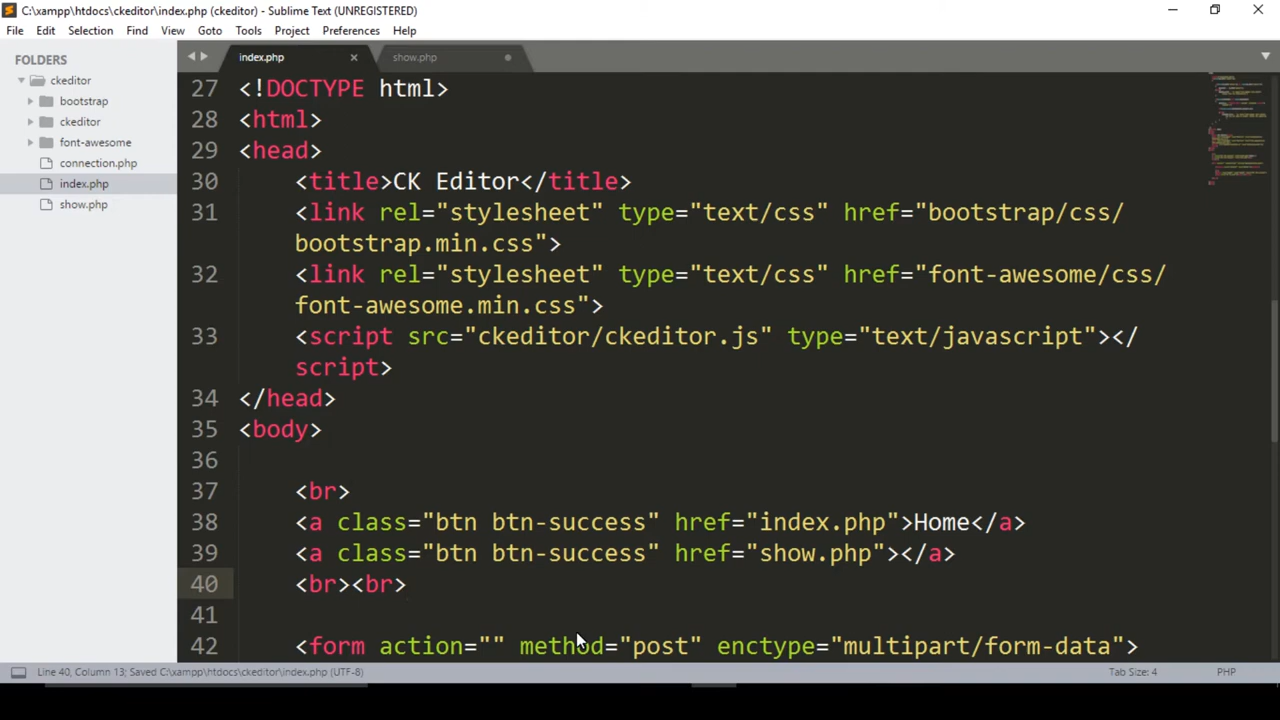 C:\xampp\htdocs\ckeditor\index.php (ckeditor) - Sublime Text (UNREGISTERED)
File Edit Selection Find View Goto Tools Project Preferences Help
FOLDERS
ckeditor
bootstrap
ckeditor
font-awesome
connection.php
index.php
show.php
index.php show.php
27 <!DOCTYPE html>
28 <html>
29 <head>
30 <title>CK Editor</title>
31 <link rel="stylesheet" type="text/css" href="bootstrap/css/
bootstrap.min.css">
32 <link rel="stylesheet" type="text/css" href="font-awesome/css/
font-awesome.min.css">
33 <script src="ckeditor/ckeditor.js" type="text/javascript"></
script>
34 </head>
35 <body>
36
37 <br>
38 <a class="btn btn-success" href="index.php">Home</a>
39 <a class="btn btn-success" href="show.php"></a>
40 <br><br>
41
42 <form action="" method="post" enctype="multipart/form-data">
Line 40, Column 13; Saved C:\xampp\htdocs\ckeditor\index.php (UTF-8) Tab Size: 4 PHP